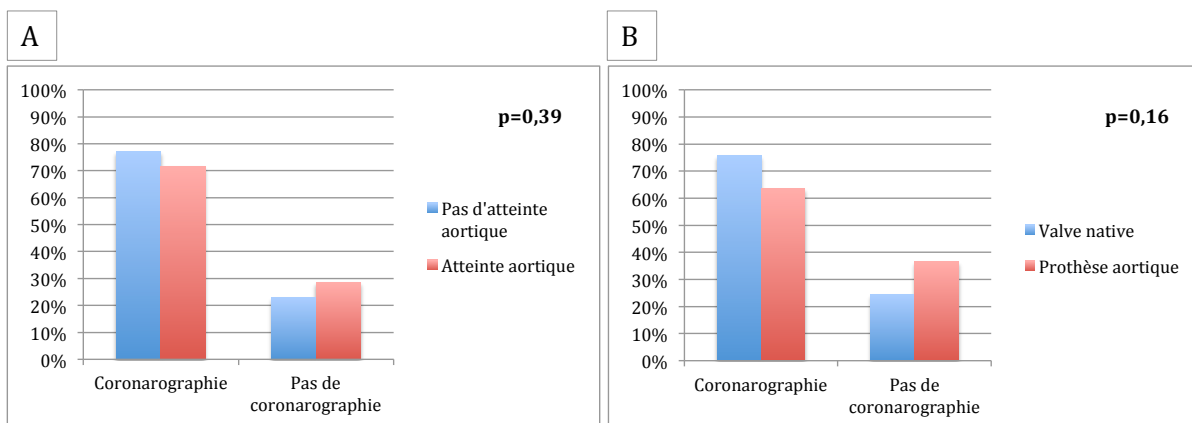 A
100%
90%
80%
70%
60%
50%
40%
30%
20%
10%
0%
Coronarographie
Pas de
coronarographie
p=0,39
Pas d'atteinte
aortique
Atteinte aortique
B
100%
90%
80%
70%
60%
50%
40%
30%
20%
10%
0%
Coronarographie
Pas de
coronarographie
p=0,16
Valve native
Prothèse aortique